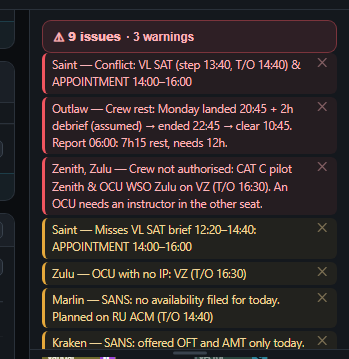 ⚠ 9 issues · 3 warnings
Saint — Conflict: VL SAT (step 13:40, T/O 14:40) &
APPOINTMENT 14:00–16:00
Outlaw — Crew rest: Monday landed 20:45 + 2h
debrief (assumed) → ended 22:45 → clear 10:45.
Report 06:00: 7h15 rest, needs 12h.
Zenith, Zulu — Crew not authorised: CAT C pilot
Zenith & OCU WSO Zulu on VZ (T/O 16:30). An
OCU needs an instructor in the other seat.
Saint — Misses VL SAT brief 12:20–14:40:
APPOINTMENT 14:00–16:00
Zulu — OCU with no IP: VZ (T/O 16:30)
Marlin — SANS: no availability filed for today.
Planned on RU ACM (T/O 14:40)
Kraken — SANS: offered OFT and AMT only today.